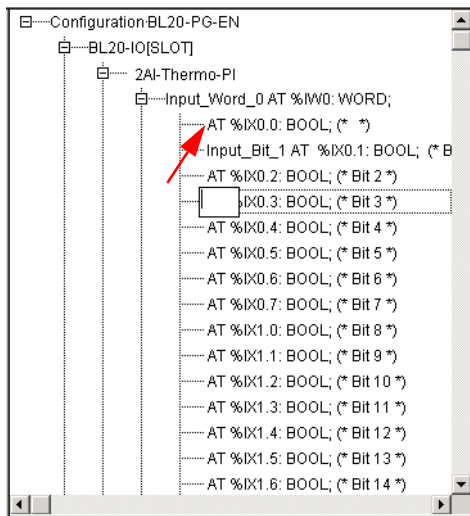 Configuration BL20-PG-EN
BL20-IO[SLOT]
2AI-Thermo-PI
Input_Word_0 AT %IW0: WORD;
AT %IX0.0: BOOL; (* *)
Input_Bit_1 AT %IX0.1: BOOL; (* B
AT %IX0.2: BOOL; (* Bit 2 *)
%IX0.3: BOOL; (* Bit 3 *)
AT %IX0.4: BOOL; (* Bit 4 *)
AT %IX0.5: BOOL; (* Bit 5 *)
AT %IX0.6: BOOL; (* Bit 6 *)
AT %IX0.7: BOOL; (* Bit 7 *)
AT %IX1.0: BOOL; (* Bit 8 *)
AT %IX1.1: BOOL; (* Bit 9 *)
AT %IX1.2: BOOL; (* Bit 10 *)
AT %IX1.3: BOOL; (* Bit 11 *)
AT %IX1.4: BOOL; (* Bit 12 *)
AT %IX1.5: BOOL; (* Bit 13 *)
AT %IX1.6: BOOL; (* Bit 14 *)